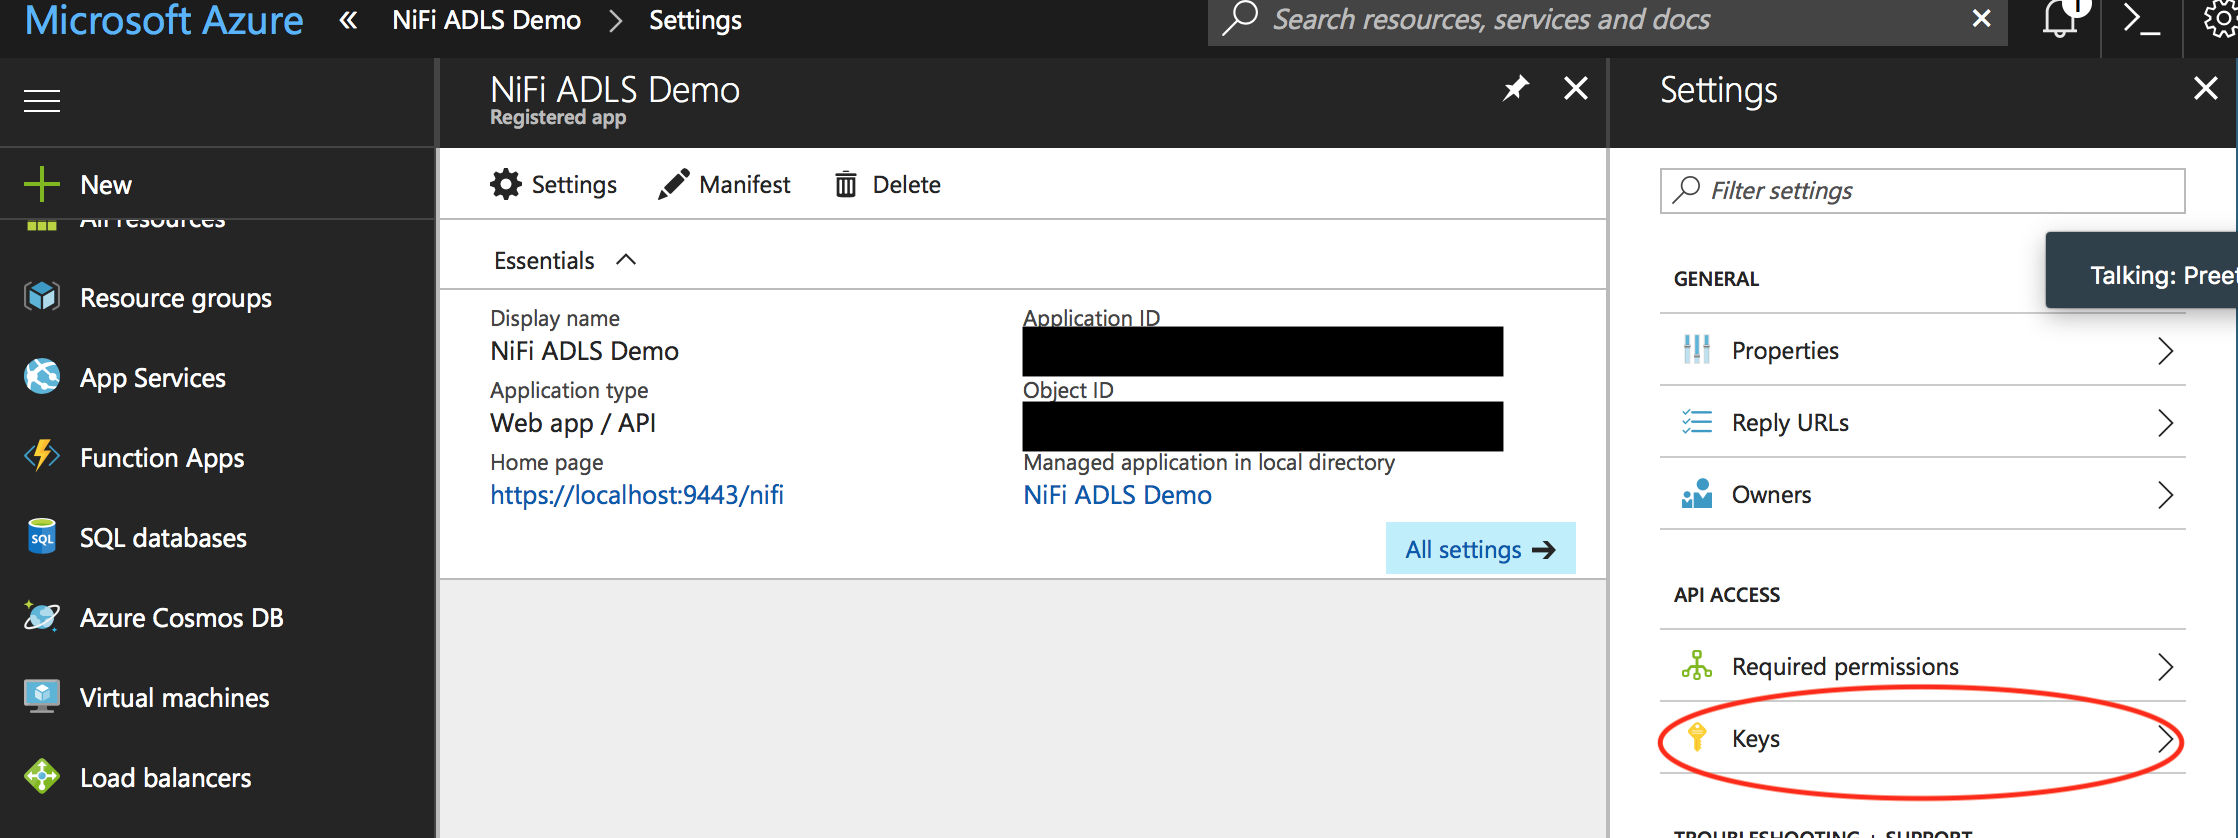 Microsoft Azure « NiFi ADLS Demo > Settings
Search resources, services and docs
1
NiFi ADLS Demo
Registered app
Settings
New
All resources
Resource groups
App Services
Function Apps
SQL databases
SQL
Azure Cosmos DB
Virtual machines
Load balancers
Settings Manifest Delete
Essentials
Display name
NiFi ADLS Demo
Application type
Web app / API
Home page
https://localhost:9443/nifi
Application ID
Object ID
Managed application in local directory
NiFi ADLS Demo
All settings
Filter settings
Talking: Preet
GENERAL
Properties
Reply URLs
Owners
API ACCESS
Required permissions
Keys
TROUBLESHOOTING + SUPPORT